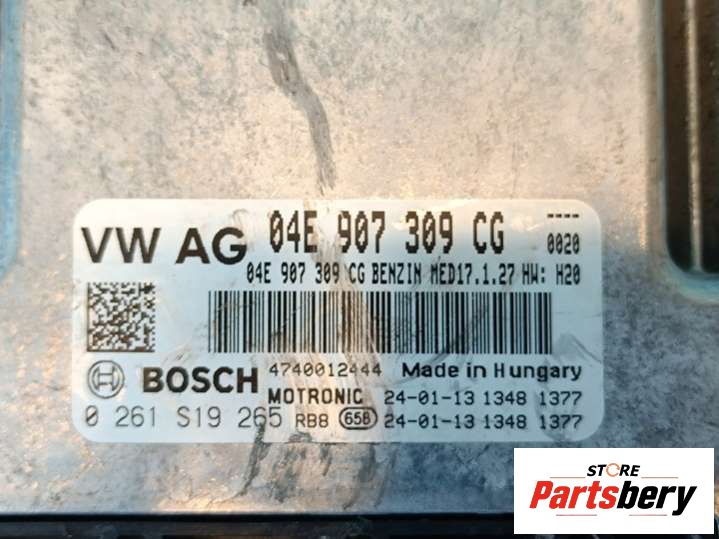 VW AG 04E 907 309 CG ----
0020
04E 907 309 CG BENZIN MED17.1.27 HW: H20
BOSCH 4740012444 Made in Hungary
MOTRONIC 24-01-13 1348 1377
0 261 S19 265 RB8 658 24-01-13 1348 1377
STORE
Partsbery